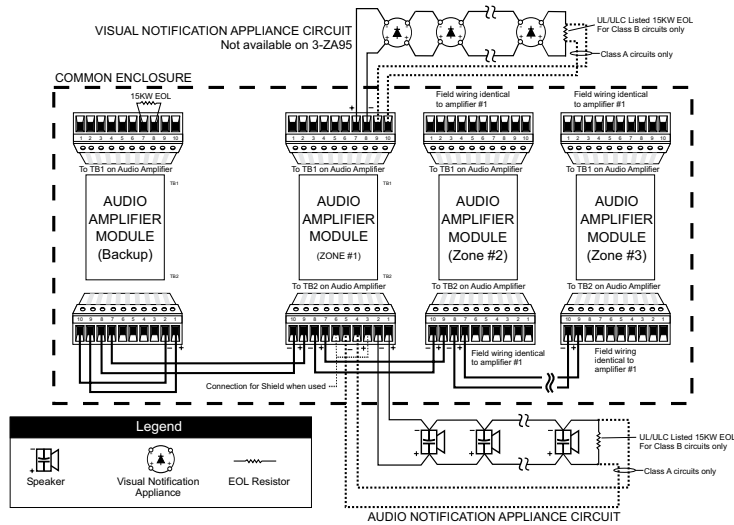 VISUAL NOTIFICATION APPLIANCE CIRCUIT
Not available on 3-ZA95
UL/ULC Listed 15KW EOL
For Class B circuits only
Class A circuits only
COMMON ENCLOSURE
15KW EOL
+ −
Field wiring identical
to amplifier #1
Field wiring identical
to amplifier #1
1 2 3 4 5 6 7 8 9 10
1 2 3 4 5 6 7 8 9 10
1 2 3 4 5 6 7 8 9 10
1 2 3 4 5 6 7 8 9 10
To TB1 on Audio Amplifier
To TB1 on Audio Amplifier
To TB1 on Audio Amplifier
To TB1 on Audio Amplifier
TB1
TB1
AUDIO
AMPLIFIER
MODULE
(Backup)
AUDIO
AMPLIFIER
MODULE
(ZONE #1)
AUDIO
AMPLIFIER
MODULE
(Zone #2)
AUDIO
AMPLIFIER
MODULE
(Zone #3)
TB2
TB2
To TB2 on Audio Amplifier
To TB2 on Audio Amplifier
To TB2 on Audio Amplifier
10 9 8 7 6 5 4 3 2 1
10 9 8 7 6 5 4 3 2 1
10 9 8 7 6 5 4 3 2 1
10 9 8 7 6 5 4 3 2 1
Field wiring identical
to amplifier #1
Field wiring
identical to
amplifier #1
Connection for Shield when used
Legend
Speaker
Visual Notification
Appliance
EOL Resistor
UL/ULC Listed 15KW EOL
For Class B circuits only
Class A circuits only
AUDIO NOTIFICATION APPLIANCE CIRCUIT